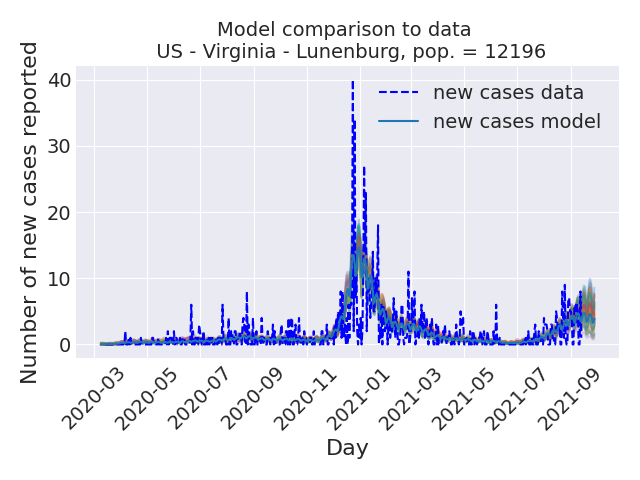 Model comparison to data
US - Virginia - Lunenburg, pop. = 12196
Number of new cases reported
40
30
20
10
0
new cases data
new cases model
2020-03
2020-05
2020-07
2020-09
2020-11
2021-01
2021-03
2021-05
2021-07
2021-09
Day